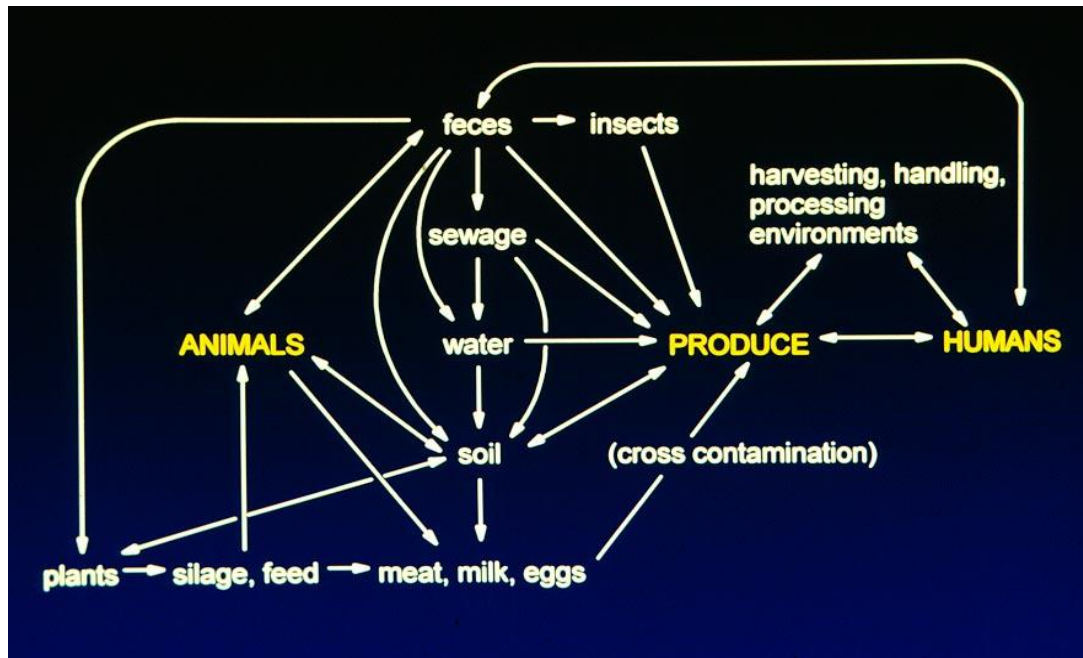 feces
insects
harvesting, handling,
processing
environments
sewage
ANIMALS
water
PRODUCE
HUMANS
soil
(cross contamination)
plants
silage, feed
meat, milk, eggs